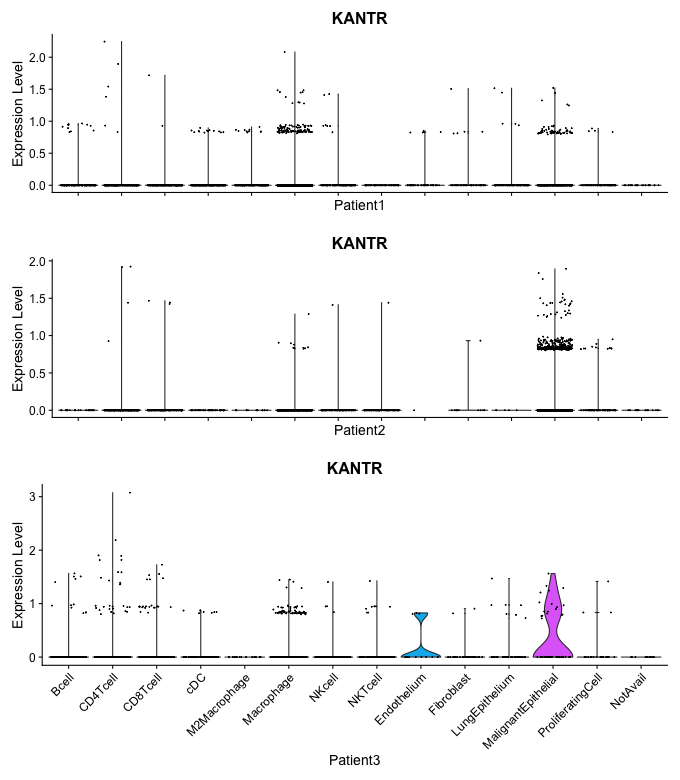 KANTR
Expression Level
2.0
1.5
1.0
0.5
0.0
Patient1
KANTR
Expression Level
2.0
1.5
1.0
0.5
0.0
Patient2
KANTR
Expression Level
3
2
1
0
Bcell
CD4Tcell
CD8Tcell
cDC
M2Macrophage
Macrophage
NKcell
NKTcell
Endothelium
Fibroblast
LungEpithelium
MalignantEpithelial
ProliferatingCell
NotAvail
Patient3